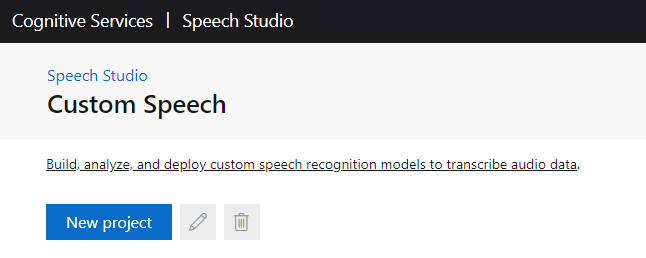 Cognitive Services | Speech Studio
Speech Studio
Custom Speech
Build, analyze, and deploy custom speech recognition models to transcribe audio data.
New project